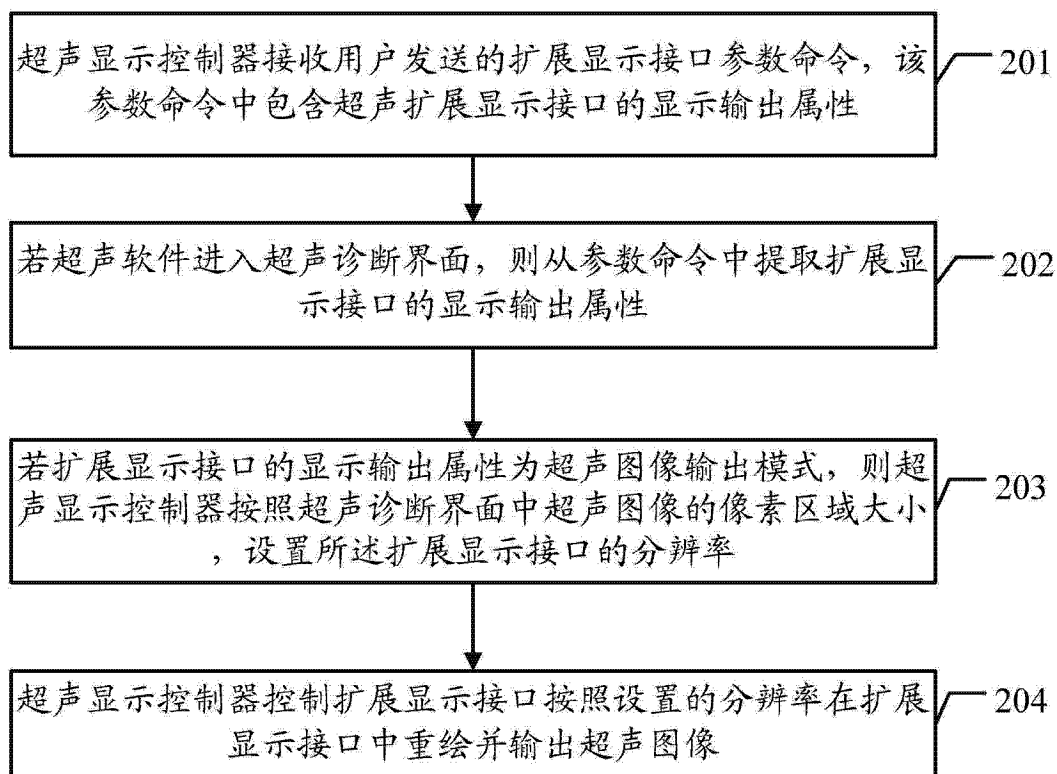 超声显示控制器接收用户发送的扩展显示接口参数命令，该
参数命令中包含超声扩展显示接口的显示输出属性
201
若超声软件进入超声诊断界面，则从参数命令中提取扩展显
示接口的显示输出属性
202
若扩展显示接口的显示输出属性为超声图像输出模式，则超
声显示控制器按照超声诊断界面中超声图像的像素区域大小
，设置所述扩展显示接口的分辨率
203
超声显示控制器控制扩展显示接口按照设置的分辨率在扩展
显示接口中重绘并输出超声图像
204